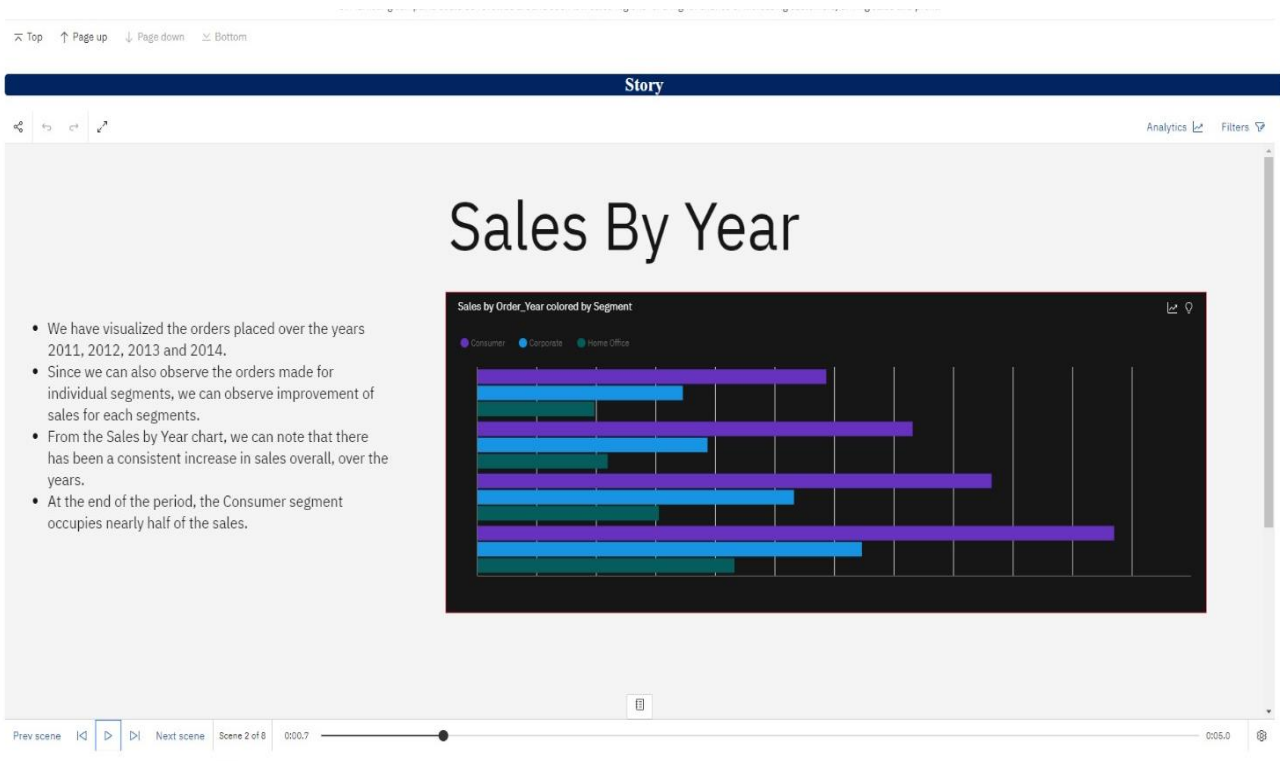 Top Page up Page down Bottom
Story
Analytics Filters
Sales By Year
• We have visualized the orders placed over the years
2011, 2012, 2013 and 2014.
• Since we can also observe the orders made for
individual segments, we can observe improvement of
sales for each segments.
• From the Sales by Year chart, we can note that there
has been a consistent increase in sales overall, over the
years.
• At the end of the period, the Consumer segment
occupies nearly half of the sales.
Sales by Order_Year colored by Segment
Consumer Corporate Home Office
Prev scene Next scene Scene 2 of 8 0:00.7 0:05.0